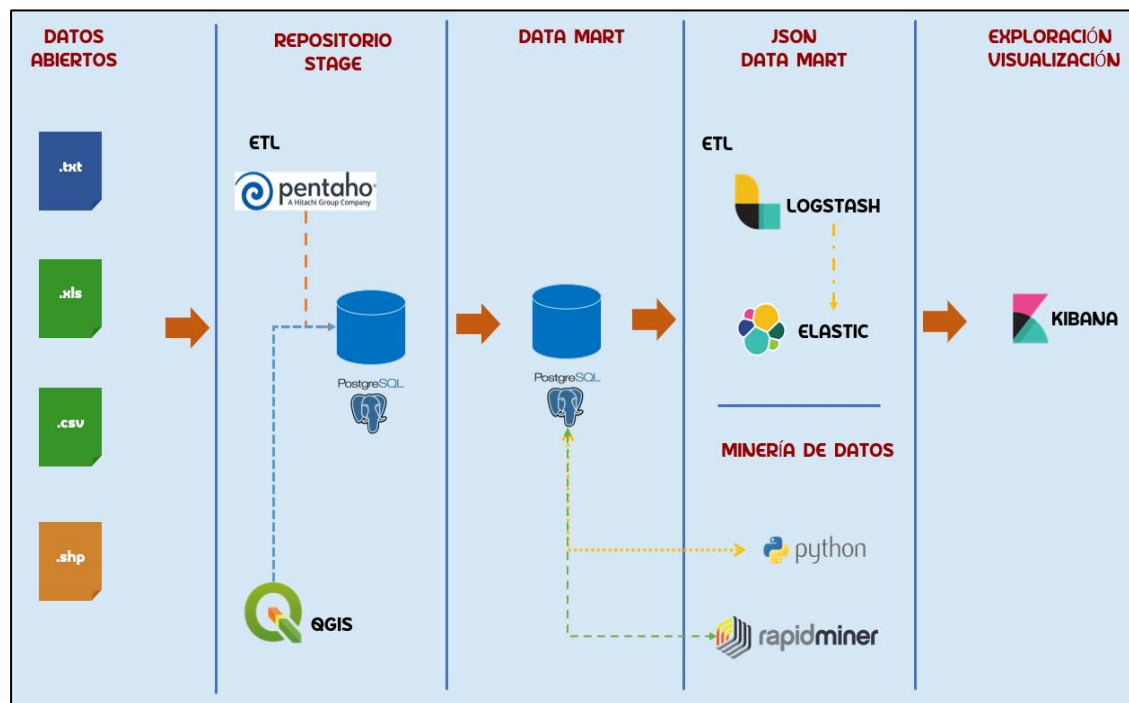 DATOS
ABIERTOS
.txt
.xls
.csv
.shp
REPOSITORIO
STAGE
ETL
pentaho
A Hitachi Group Company
PostgreSQL
QGIS
DATA MART
PostgreSQL
JSON
DATA MART
ETL
LOGSTASH
ELASTIC
MINERÍA DE DATOS
python
rapidminer
EXPLORACIÓN
VISUALIZACIÓN
KIBANA